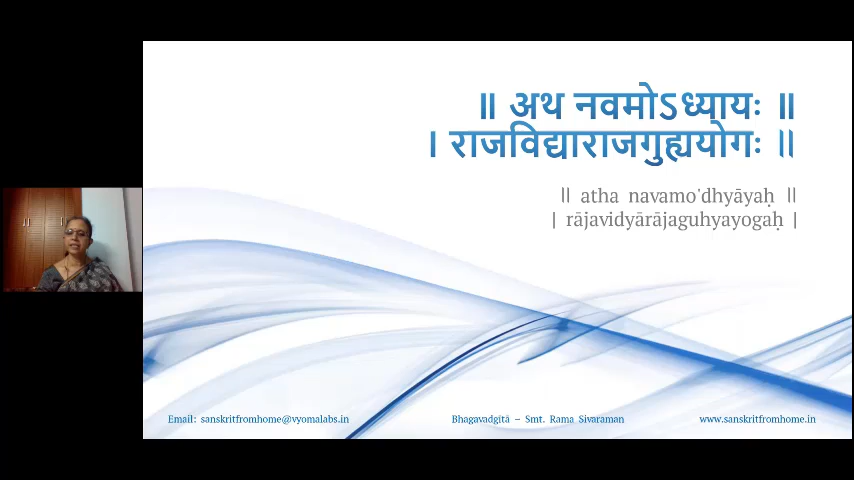 ॥ अथ नवमोऽध्यायः ॥
। राजविद्याराजगुह्ययोगः ॥
|| atha navamo'dhyāyaḥ ||
| rājavidyārājaguhyayogaḥ |
Email: sanskritfromhome@vyomalabs.in
Bhagavadgītā – Smt. Rama Sivaraman
www.sanskritfromhome.in